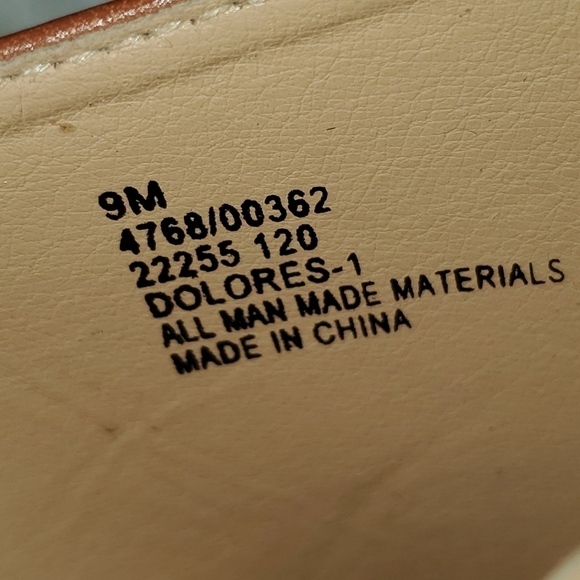 9M
4768/00362
22255 120
DOLORES-1
ALL MAN MADE MATERIALS
MADE IN CHINA